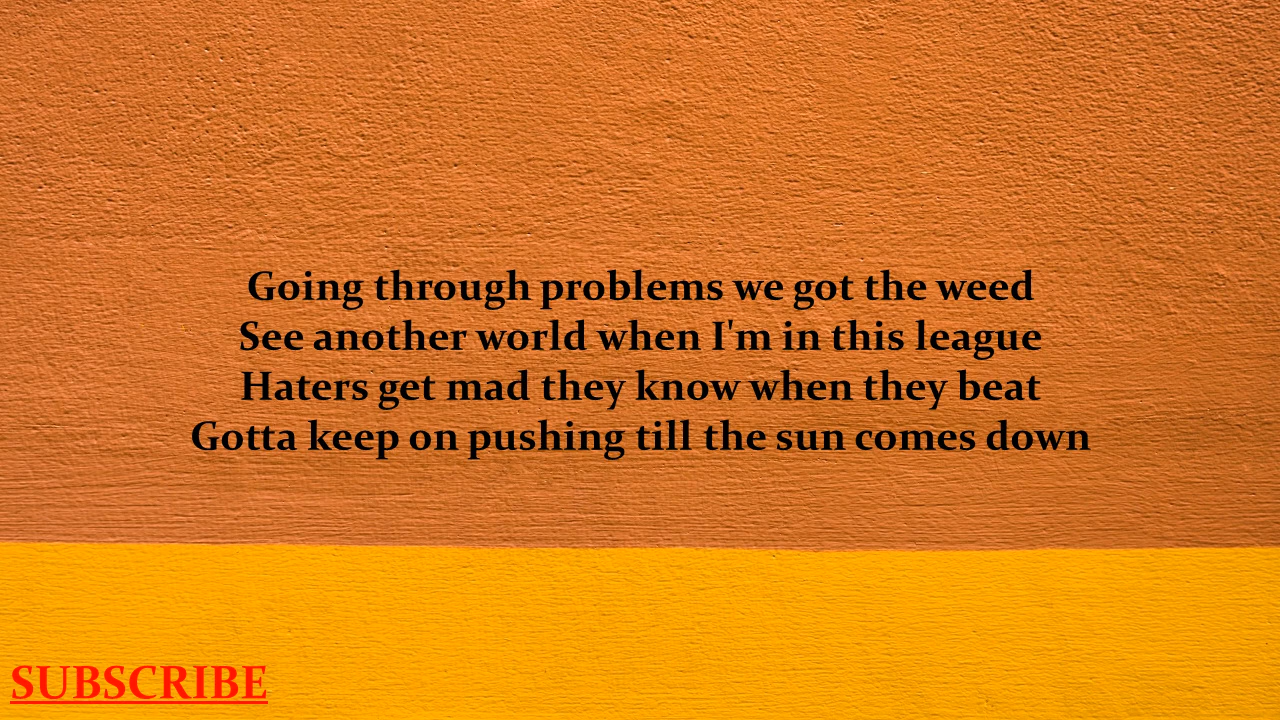 Going through problems we got the weed
See another world when I'm in this league
Haters get mad they know when they beat
Gotta keep on pushing till the sun comes down
SUBSCRIBE